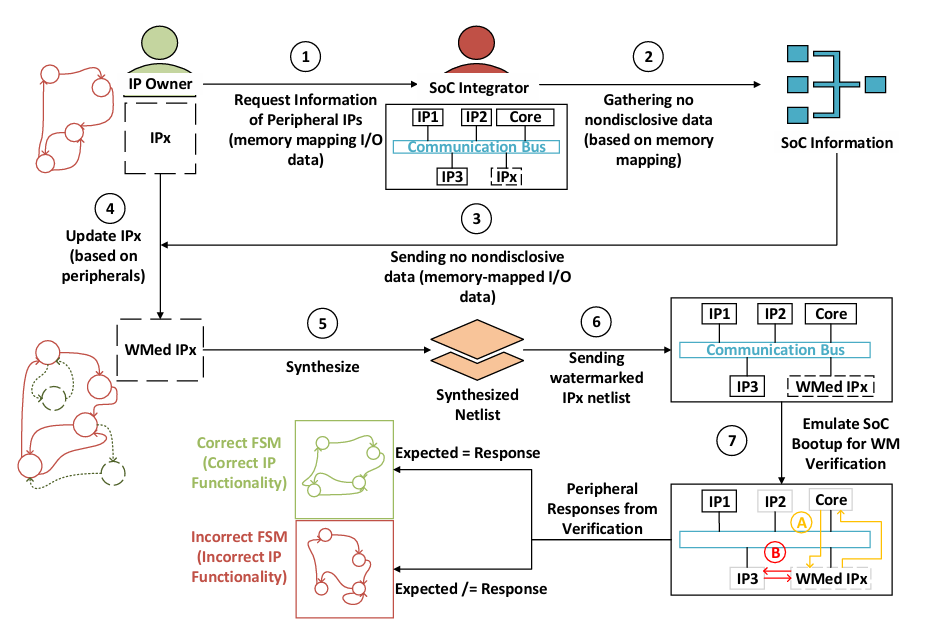 1
2
IP Owner
SoC Integrator
Request Information
of Peripheral IPs
(memory mapping I/O
data)
Gathering no
nondisclosive data
(based on memory
mapping)
SoC Information
IPx
IP1
IP2
Core
Communication Bus
IP3
IPx
4
Update IPx
(based on
peripherals)
3
Sending no nondisclosive
data (memory-mapped I/O
data)
WMed IPx
5
Synthesize
Synthesized
Netlist
6
Sending
watermarked
IPx netlist
IP1
IP2
Core
Communication Bus
IP3
WMed IPx
7
Emulate SoC
Bootup for WM
Verification
Correct FSM
(Correct IP
Functionality)
Expected = Response
Peripheral
Responses from
Verification
Incorrect FSM
(Incorrect IP
Functionality)
Expected /= Response
IP1
IP2
Core
A
B
IP3
WMed IPx